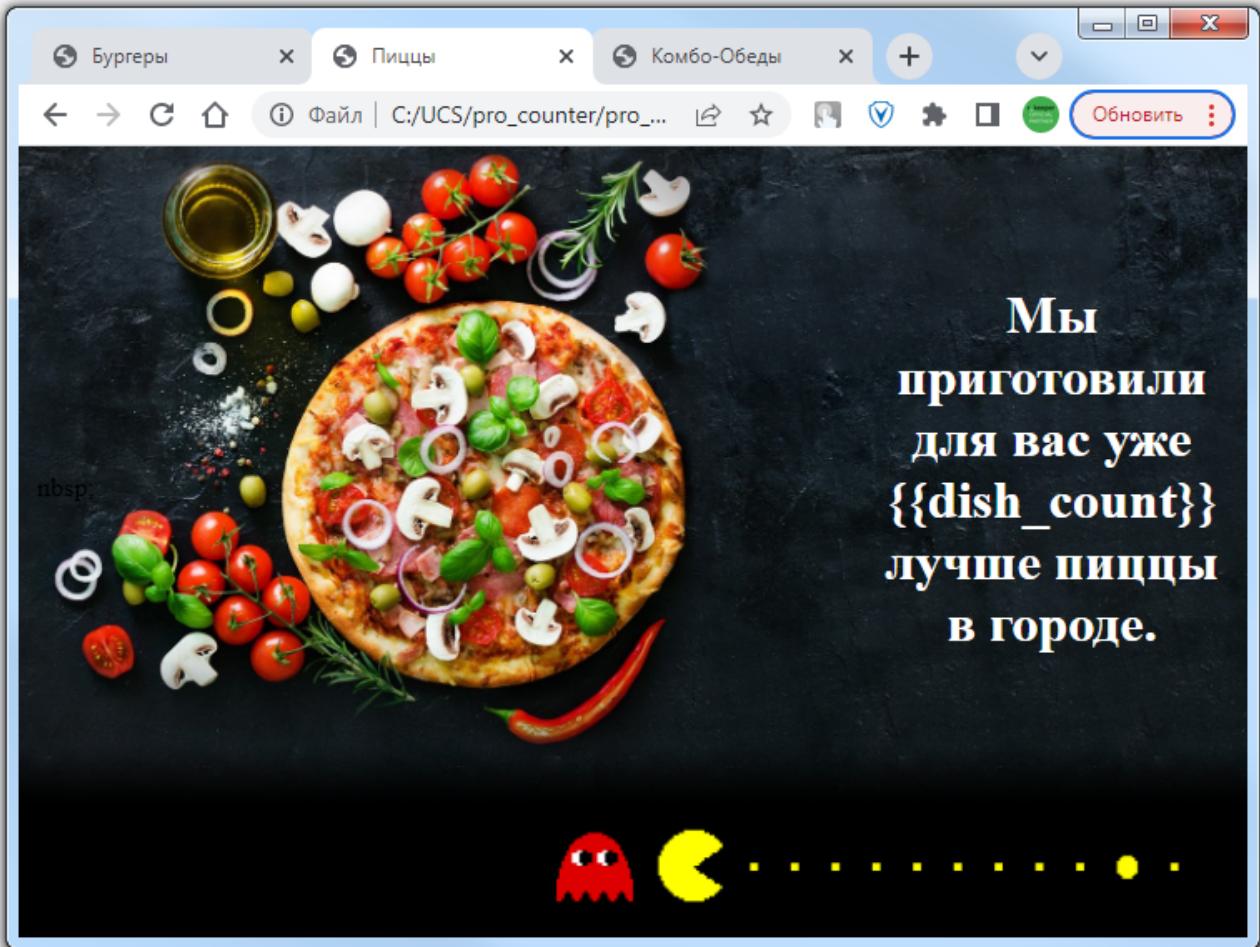 Бургеры
Пиццы
Комбо-Обеды
Файл
C:/UCS/pro_counter/pro_...
Обновить
Мы
приготовили
для вас уже
{{dish_count}}
лучше пиццы
в городе.
nbsp;